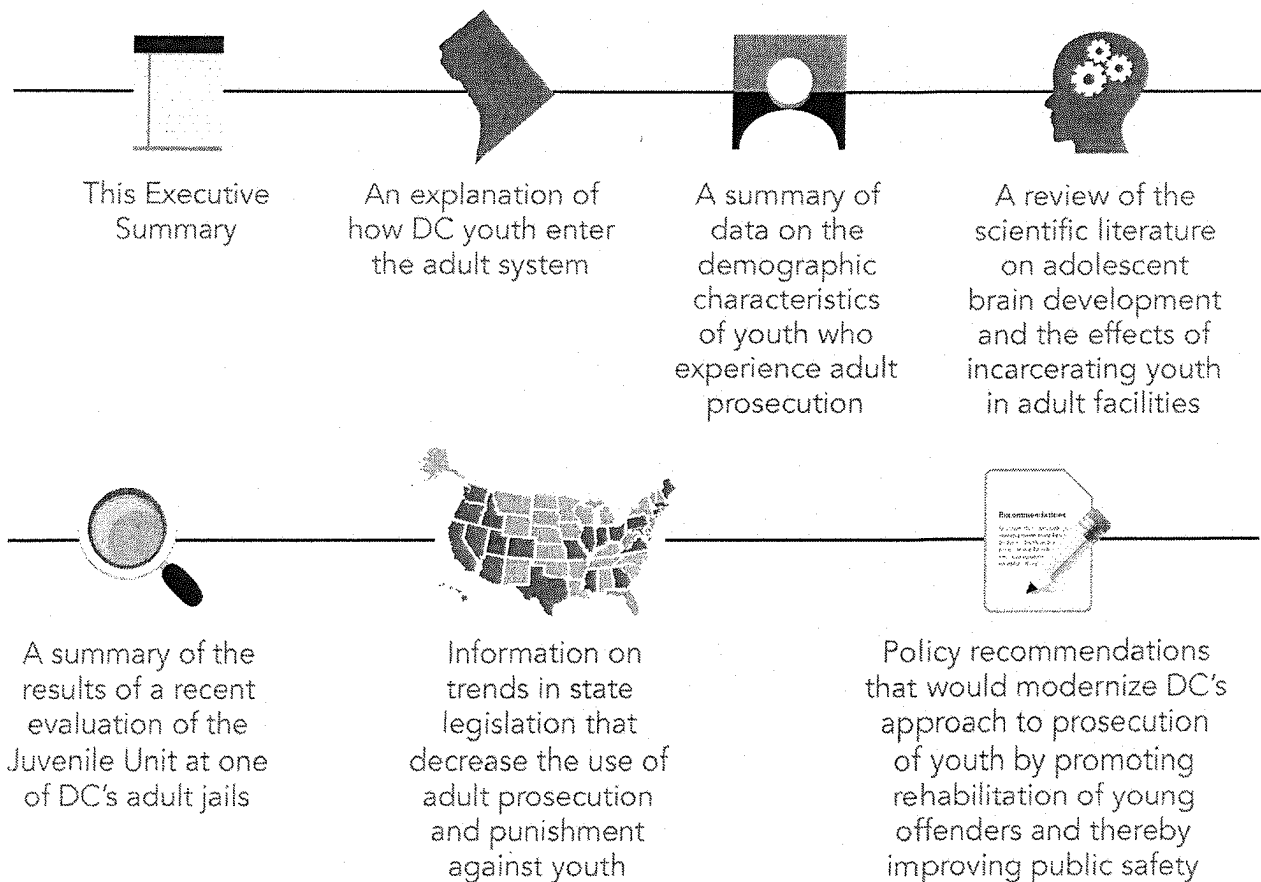 This Executive
Summary
An explanation of
how DC youth enter
the adult system
A summary of
data on the
demographic
characteristics
of youth who
experience adult
prosecution
A review of the
scientific literature
on adolescent
brain development
and the effects of
incarcerating youth
in adult facilities
Recommendations
A summary of the
results of a recent
evaluation of the
Juvenile Unit at one
of DC's adult jails
Information on
trends in state
legislation that
decrease the use of
adult prosecution
and punishment
against youth
Policy recommendations
that would modernize DC's
approach to prosecution
of youth by promoting
rehabilitation of young
offenders and thereby
improving public safety